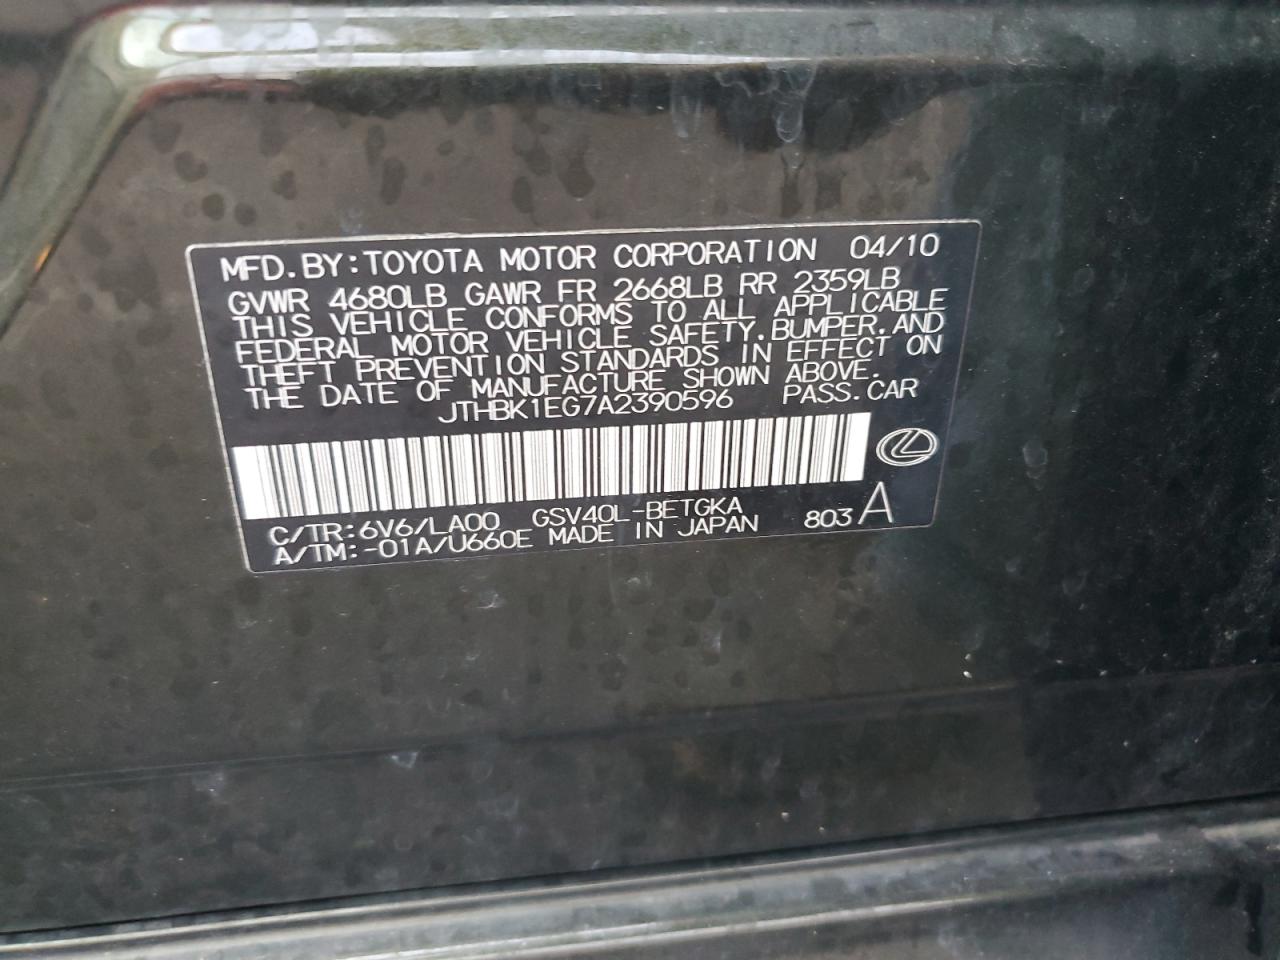 MFD.BY:TOYOTA MOTOR CORPORATION 04/10
GVWR 4680LB GAWR FR 2668LB RR 2359LB
THIS VEHICLE CONFORMS TO ALL APPLICABLE
FEDERAL MOTOR VEHICLE SAFETY,BUMPER,AND
THEFT PREVENTION STANDARDS IN EFFECT ON
THE DATE OF MANUFACTURE SHOWN ABOVE.
JTHBK1EG7A2390596 PASS.CAR
C/TR:6V6/LA00 GSV40L-BETGKA
A/TM:-01A/U660E MADE IN JAPAN 803 A